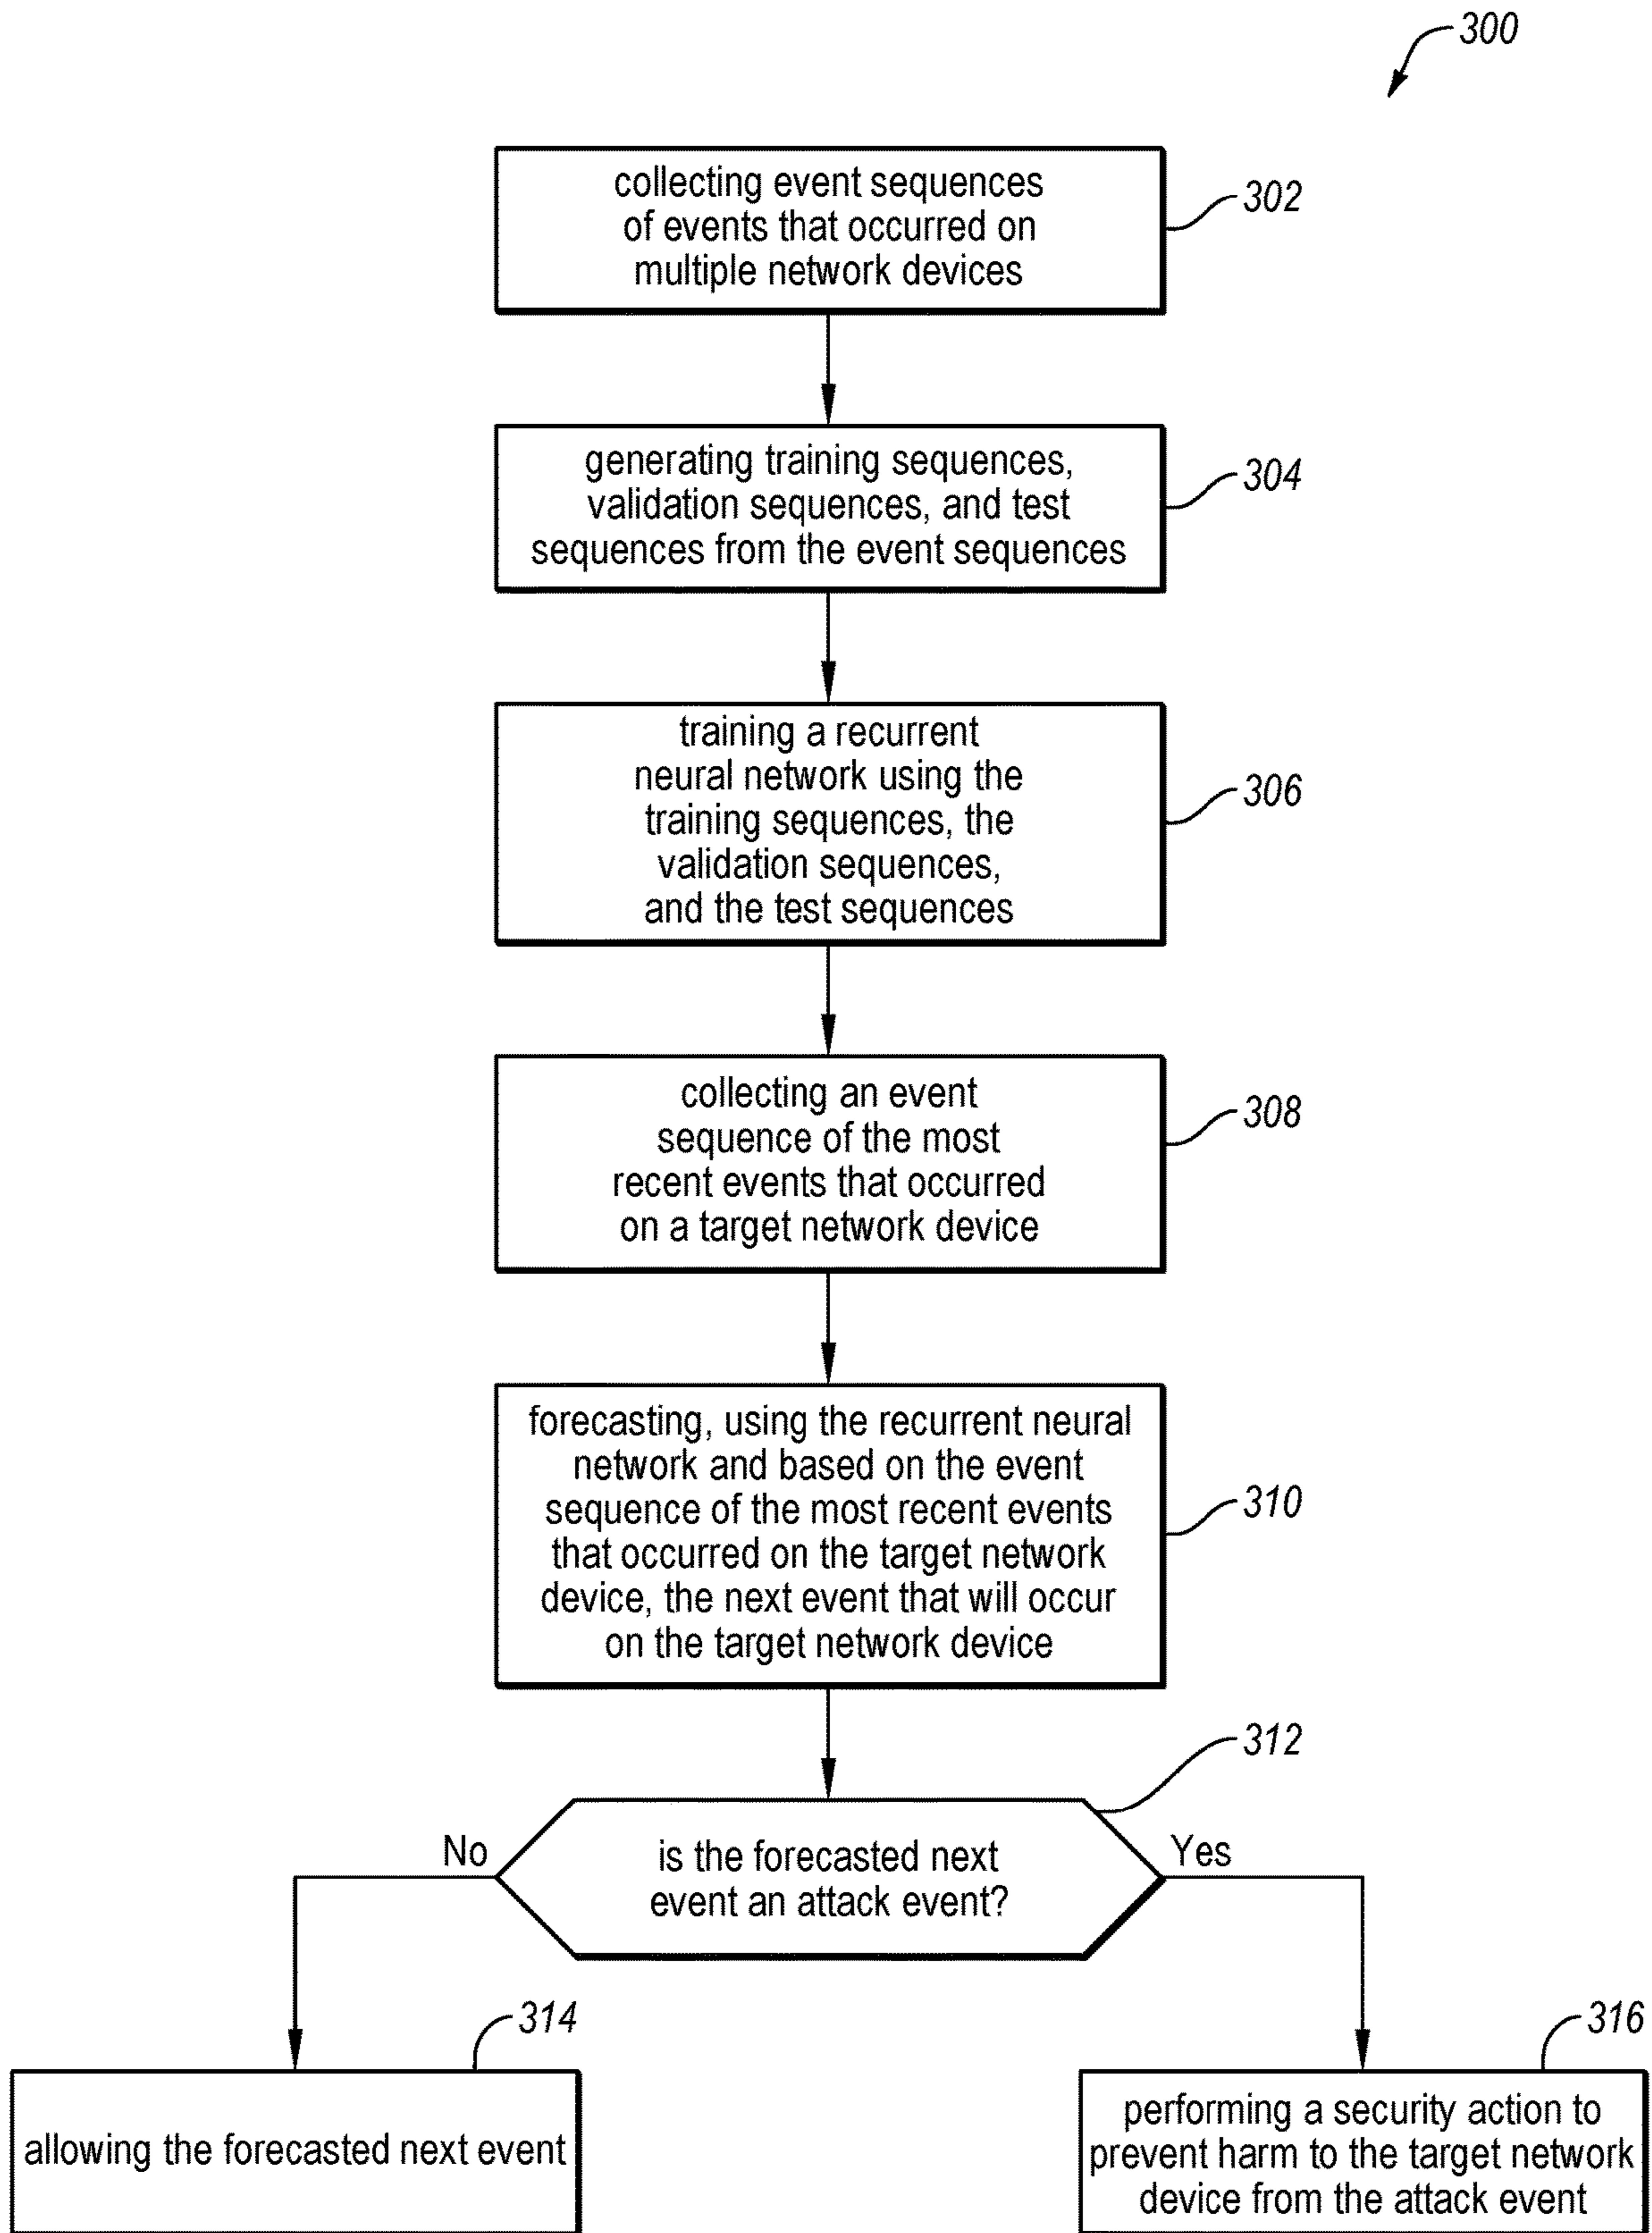 300
collecting event sequences
of events that occurred on
multiple network devices
302
generating training sequences,
validation sequences, and test
sequences from the event sequences
304
training a recurrent
neural network using the
training sequences, the
validation sequences,
and the test sequences
306
collecting an event
sequence of the most
recent events that occurred
on a target network device
308
forecasting, using the recurrent neural
network and based on the event
sequence of the most recent events
that occurred on the target network
device, the next event that will occur
on the target network device
310
312
No
is the forecasted next
event an attack event?
Yes
314
allowing the forecasted next event
316
performing a security action to
prevent harm to the target network
device from the attack event